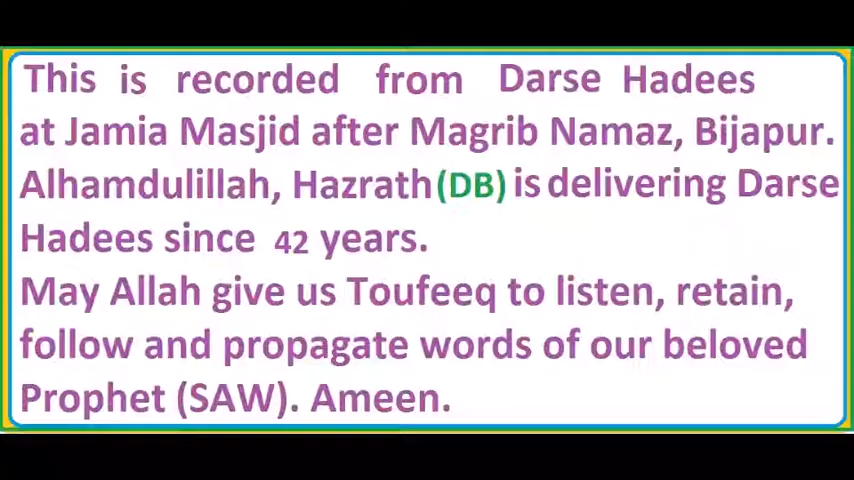 This is recorded from Darse Hadees
at Jamia Masjid after Magrib Namaz, Bijapur.
Alhamdulillah, Hazrath(DB) is delivering Darse
Hadees since 42 years.
May Allah give us Toufeeq to listen, retain,
follow and propagate words of our beloved
Prophet (SAW). Ameen.